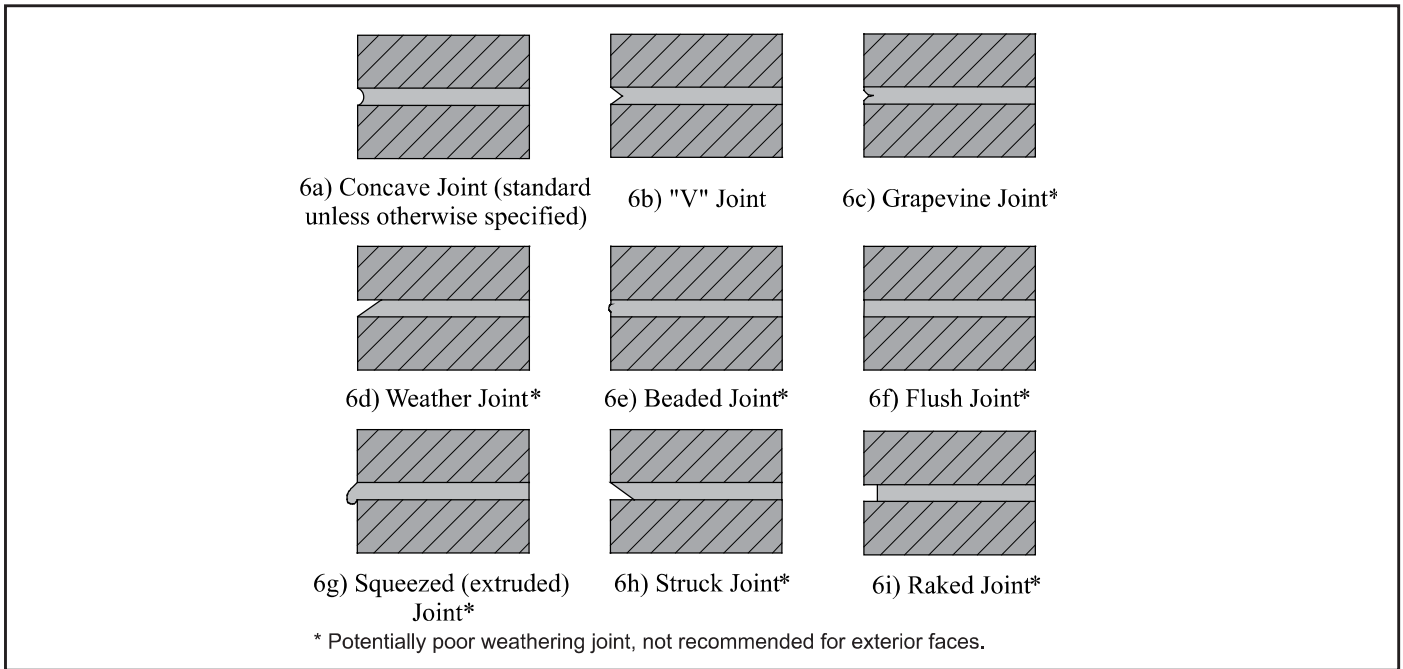 6a) Concave Joint (standard
unless otherwise specified)
6b) "V" Joint
6c) Grapevine Joint*
6d) Weather Joint*
6e) Beaded Joint*
6f) Flush Joint*
6g) Squeezed (extruded)
Joint*
6h) Struck Joint*
6i) Raked Joint*
* Potentially poor weathering joint, not recommended for exterior faces.